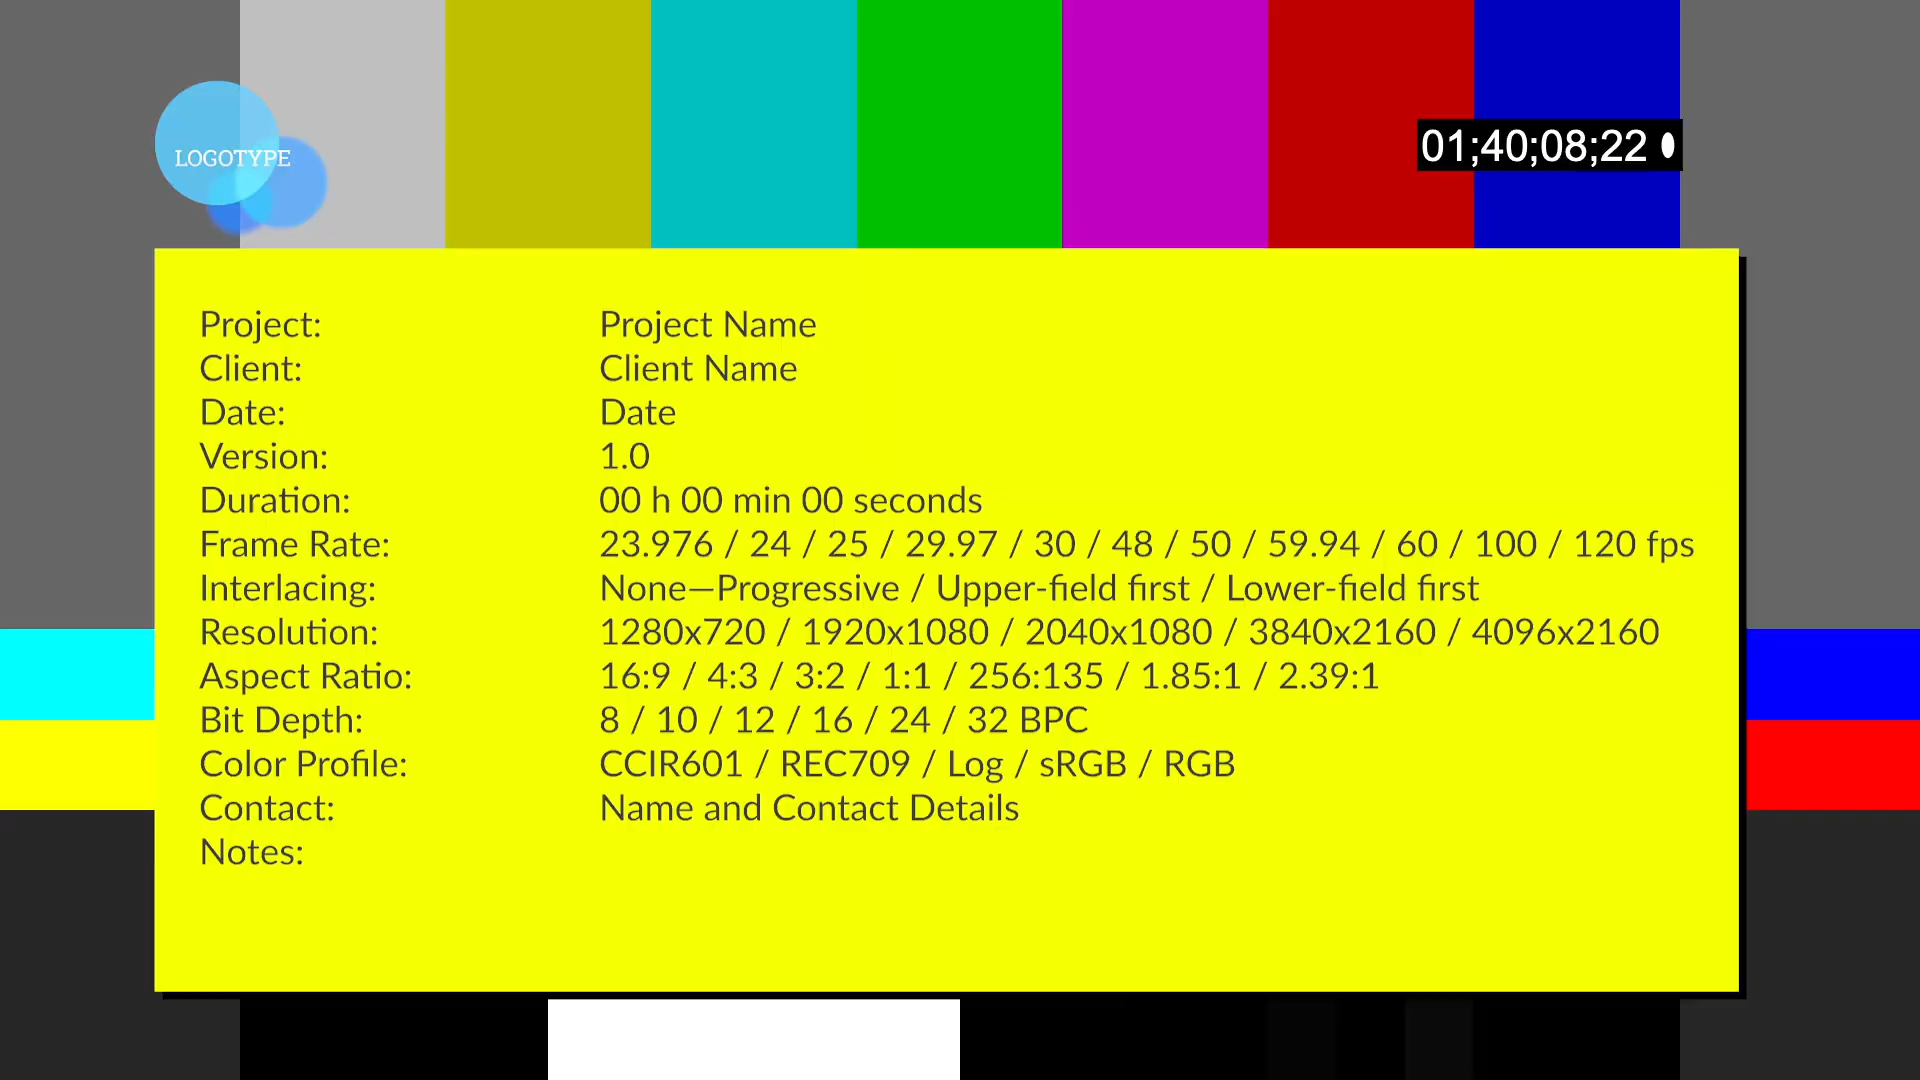 LOGOTYPE
01;40;08;22
Project: Project Name
Client: Client Name
Date: Date
Version: 1.0
Duration: 00 h 00 min 00 seconds
Frame Rate: 23.976 / 24 / 25 / 29.97 / 30 / 48 / 50 / 59.94 / 60 / 100 / 120 fps
Interlacing: None—Progressive / Upper-field first / Lower-field first
Resolution: 1280x720 / 1920x1080 / 2040x1080 / 3840x2160 / 4096x2160
Aspect Ratio: 16:9 / 4:3 / 3:2 / 1:1 / 256:135 / 1.85:1 / 2.39:1
Bit Depth: 8 / 10 / 12 / 16 / 24 / 32 BPC
Color Profile: CCIR601 / REC709 / Log / sRGB / RGB
Contact: Name and Contact Details
Notes: